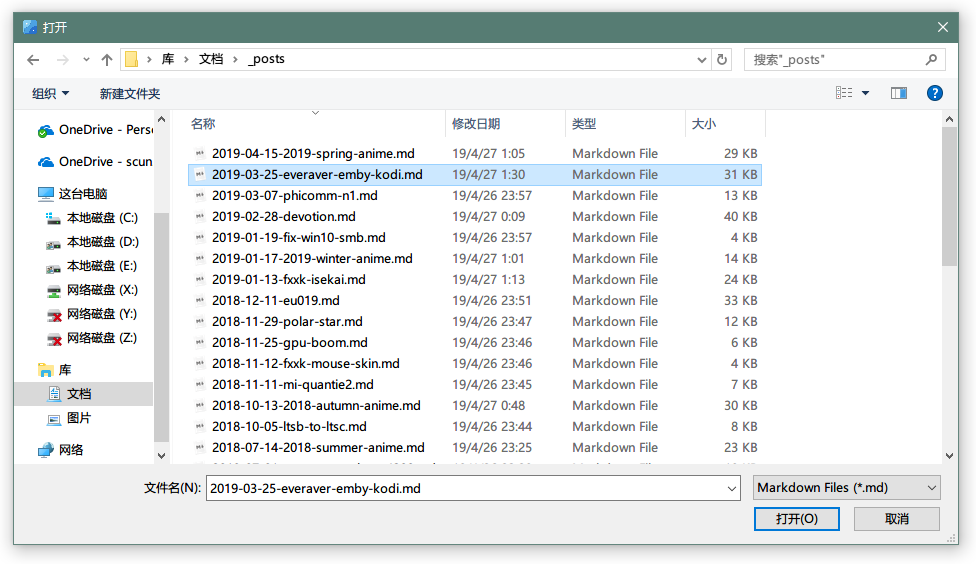 打开
库 文档 _posts
搜索"_posts"
组织 新建文件夹
OneDrive - Perso
OneDrive - scun
这台电脑
本地磁盘 (C:)
本地磁盘 (D:)
本地磁盘 (E:)
网络磁盘 (X:)
网络磁盘 (Y:)
网络磁盘 (Z:)
库
文档
图片
网络
名称 修改日期 类型 大小
2019-04-15-2019-spring-anime.md 19/4/27 1:05 Markdown File 29 KB
2019-03-25-everaver-emby-kodi.md 19/4/27 1:30 Markdown File 31 KB
2019-03-07-phicomm-n1.md 19/4/26 23:57 Markdown File 13 KB
2019-02-28-devotion.md 19/4/27 0:09 Markdown File 40 KB
2019-01-19-fix-win10-smb.md 19/4/26 23:57 Markdown File 4 KB
2019-01-17-2019-winter-anime.md 19/4/27 1:01 Markdown File 14 KB
2019-01-13-fxxk-isekai.md 19/4/27 1:13 Markdown File 24 KB
2018-12-11-eu019.md 19/4/26 23:51 Markdown File 33 KB
2018-11-29-polar-star.md 19/4/26 23:47 Markdown File 12 KB
2018-11-25-gpu-boom.md 19/4/26 23:46 Markdown File 6 KB
2018-11-12-fxxk-mouse-skin.md 19/4/26 23:46 Markdown File 4 KB
2018-11-11-mi-quantie2.md 19/4/26 23:45 Markdown File 7 KB
2018-10-13-2018-autumn-anime.md 19/4/27 0:48 Markdown File 30 KB
2018-10-05-ltsb-to-ltsc.md 19/4/26 23:44 Markdown File 8 KB
2018-07-14-2018-summer-anime.md 19/4/26 23:25 Markdown File 23 KB
文件名(N): 2019-03-25-everaver-emby-kodi.md Markdown Files (*.md)
打开(O) 取消